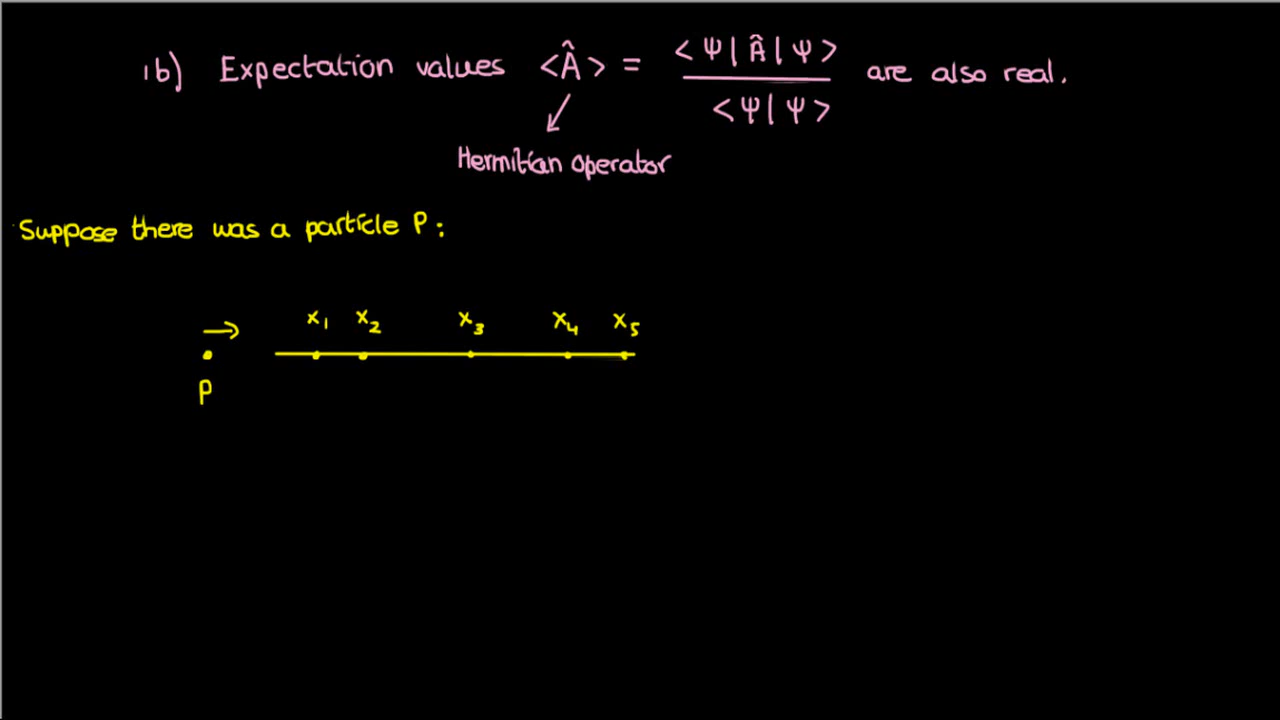 1b) Expectation values <Â> = <Ψ|Â|Ψ> / <Ψ|Ψ> are also real.
Hermitian operator
Suppose there was a particle P:
x₁ x₂ x₃ x₄ x₅
P